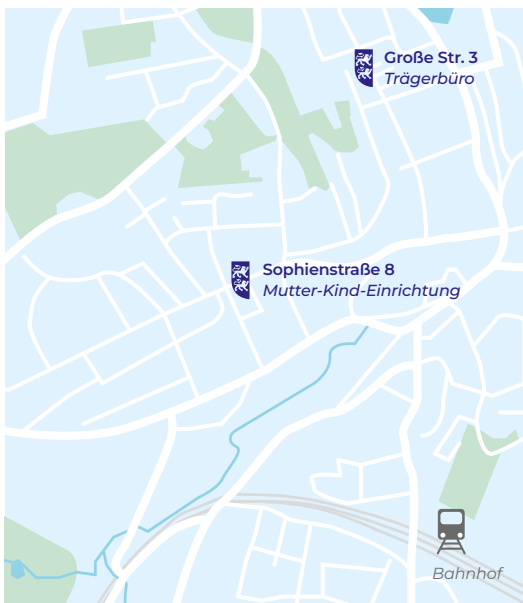 Große Str. 3
Trägerbüro
Sophienstraße 8
Mutter-Kind-Einrichtung
Bahnhof